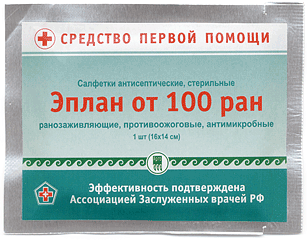 СРЕДСТВО ПЕРВОЙ ПОМОЩИ
Салфетки антисептические, стерильные
Эплан от 100 ран
ранозаживляющие, противоожоговые, антимикробные
1 шт (16х14 см)
Эффективность подтверждена
Ассоциацией Заслуженных врачей РФ